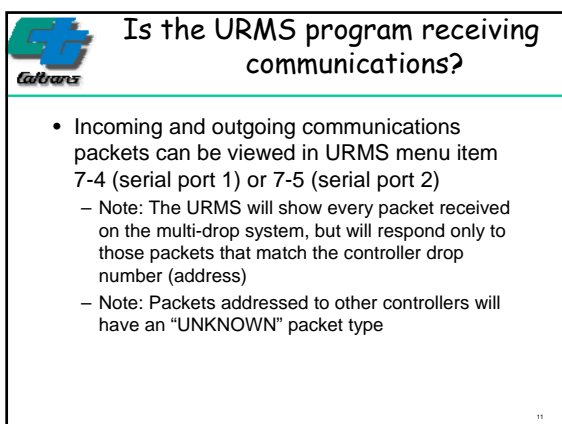 Is the URMS program receiving
communications?
Caltrans
• Incoming and outgoing communications
packets can be viewed in URMS menu item
7-4 (serial port 1) or 7-5 (serial port 2)
– Note: The URMS will show every packet received
on the multi-drop system, but will respond only to
those packets that match the controller drop
number (address)
– Note: Packets addressed to other controllers will
have an “UNKNOWN” packet type
11